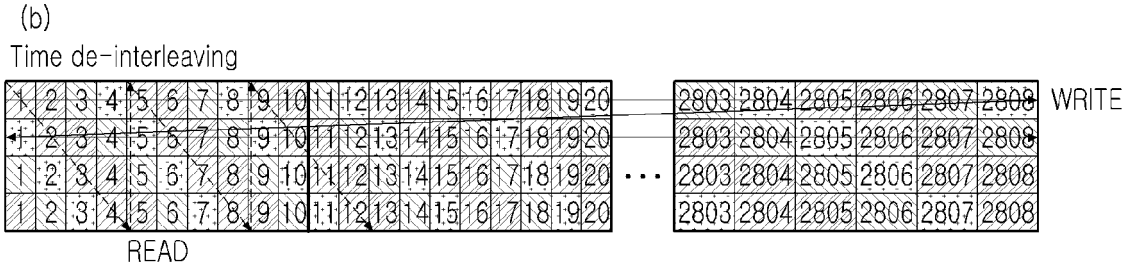 (b)
Time de-interleaving
1 2 3 4 5 6 7 8 9 10 11 12 13 14 15 16 17 18 19 20 2803 2804 2805 2806 2807 2808 WRITE
1 2 3 4 5 6 7 8 9 10 11 12 13 14 15 16 17 18 19 20 2803 2804 2805 2806 2807 2808
1 2 3 4 5 6 7 8 9 10 11 12 13 14 15 16 17 18 19 20 ··· 2803 2804 2805 2806 2807 2808
1 2 3 4 5 6 7 8 9 10 11 12 13 14 15 16 17 18 19 20 2803 2804 2805 2806 2807 2808
READ